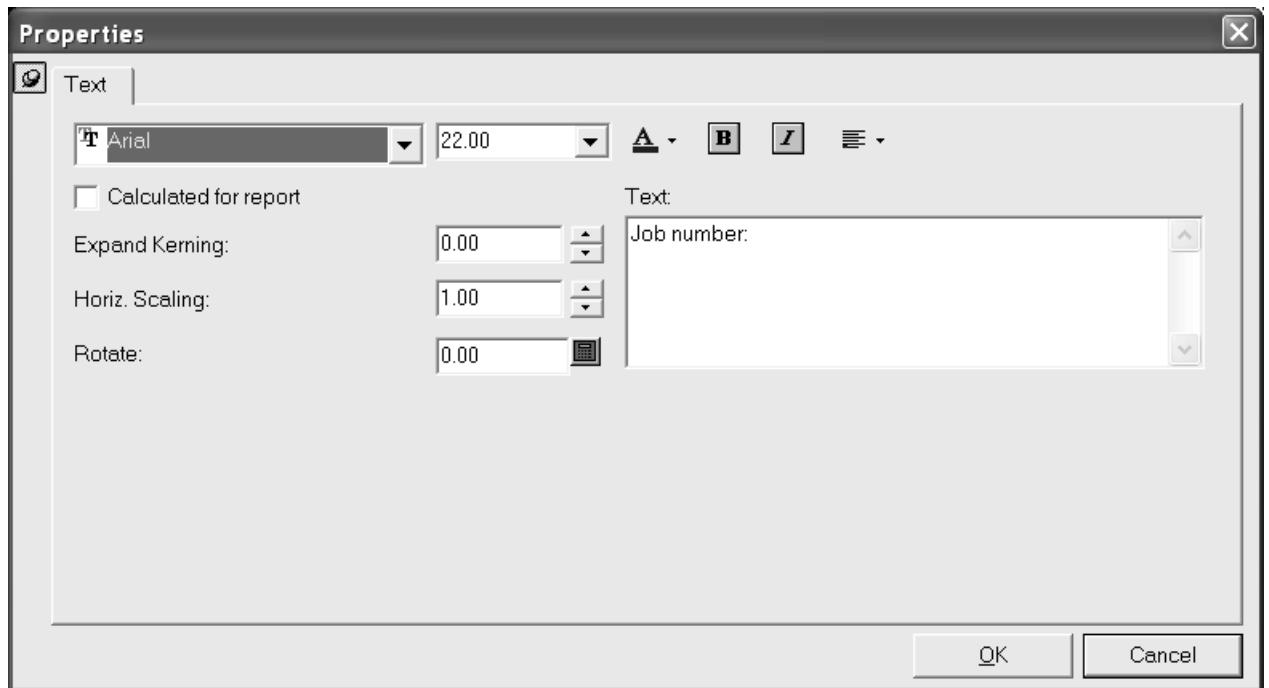 Properties
Text
Arial 22.00 A B I
Calculated for report
Text:
Job number:
Expand Kerning: 0.00
Horiz. Scaling: 1.00
Rotate: 0.00
OK Cancel